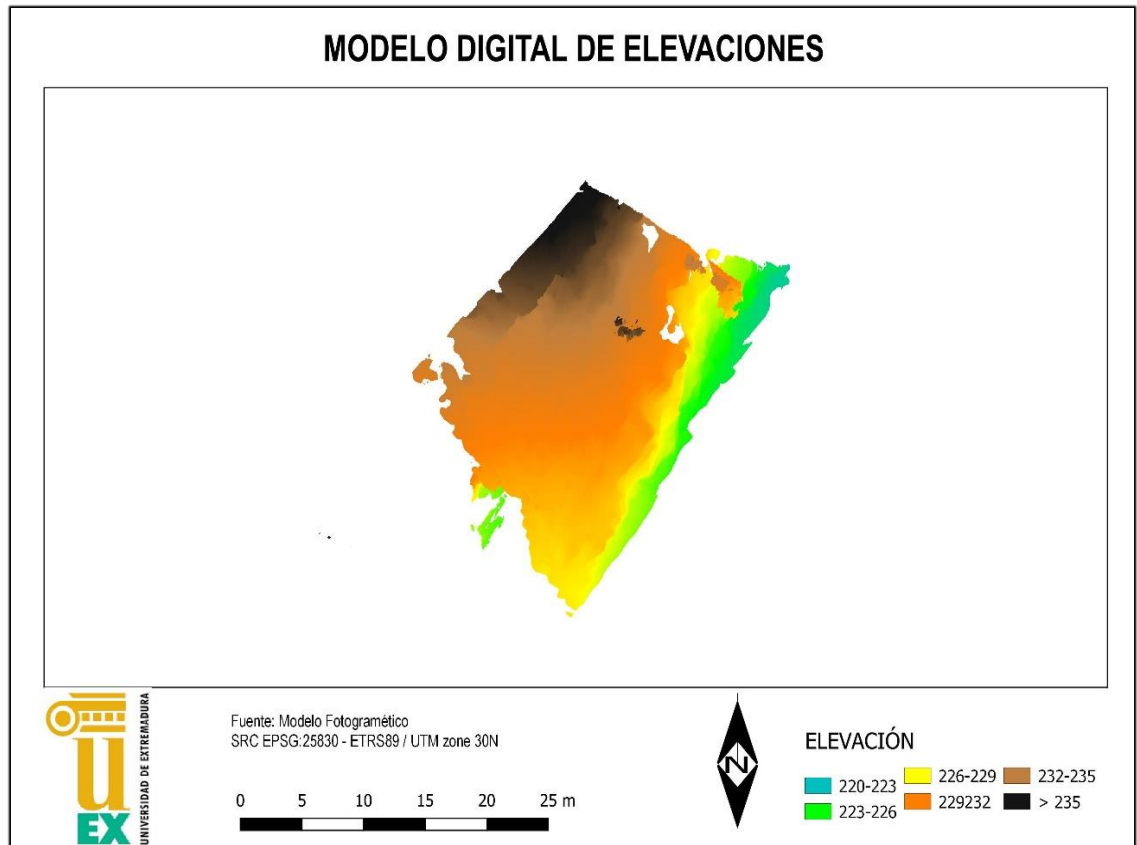 MODELO DIGITAL DE ELEVACIONES
UNIVERSIDAD DE EXTREMADURA
u
EX
Fuente: Modelo Fotogramético
SRC EPSG:25830 - ETRS89 / UTM zone 30N
0 5 10 15 20 25 m
N
ELEVACIÓN
220-223 226-229 232-235
223-226 229232 > 235